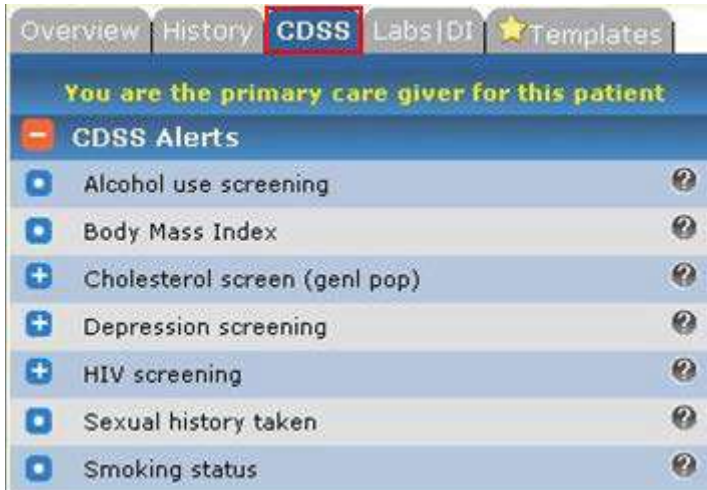 Overview History CDSS Labs|DI Templates
You are the primary care giver for this patient
CDSS Alerts
Alcohol use screening
Body Mass Index
Cholesterol screen (genl pop)
Depression screening
HIV screening
Sexual history taken
Smoking status